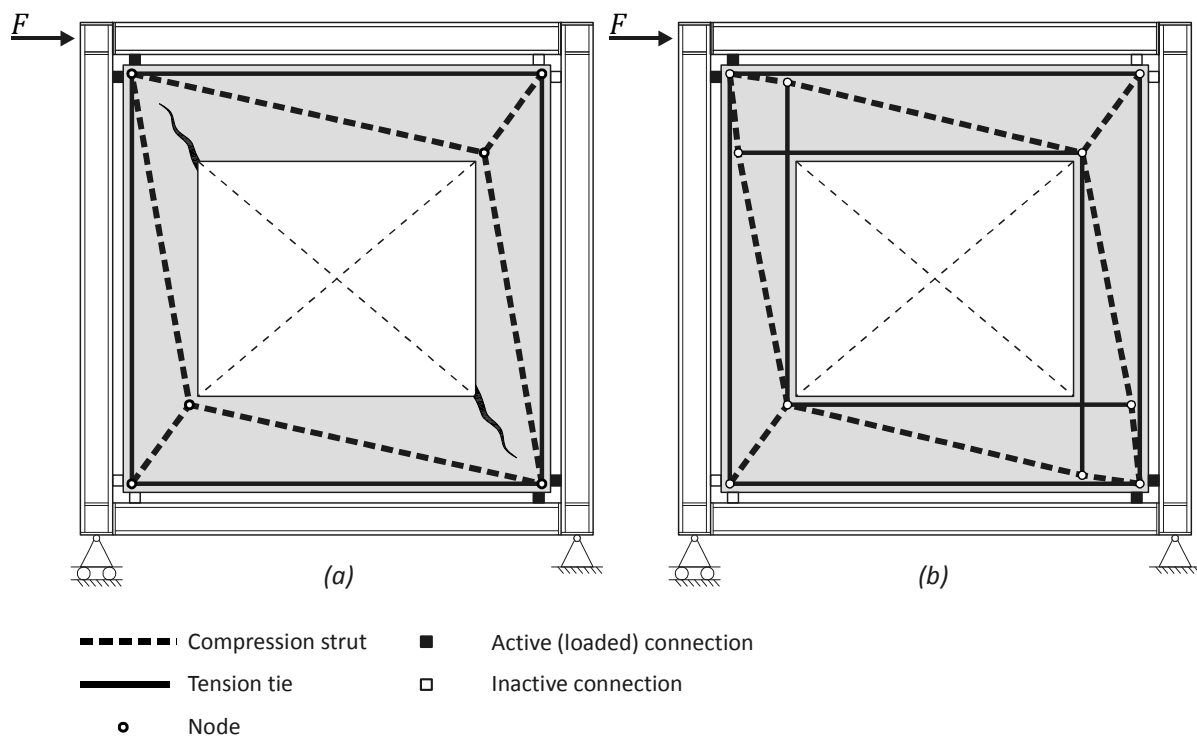 F F
(a) (b)
Compression strut Active (loaded) connection
Tension tie Inactive connection
Node